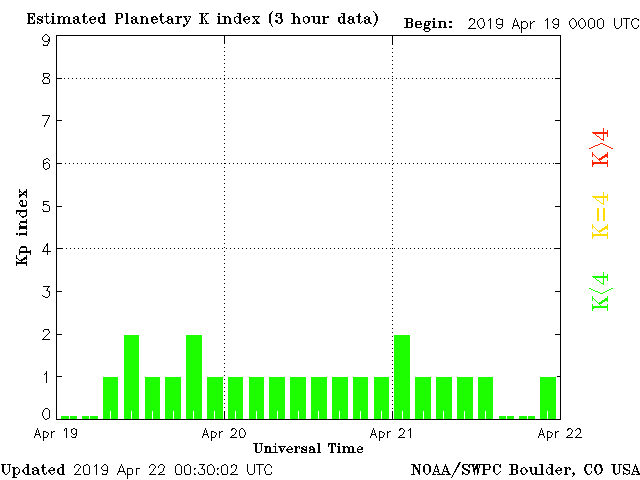 Estimated Planetary K index (3 hour data)
Begin: 2019 Apr 19 0000 UTC
9
8
7
6
5
4
3
2
1
0
Kp index
K>4
K=4
K<4
Apr 19
Apr 20
Apr 21
Apr 22
Universal Time
Updated 2019 Apr 22 00:30:02 UTC
NOAA/SWPC Boulder, CO USA